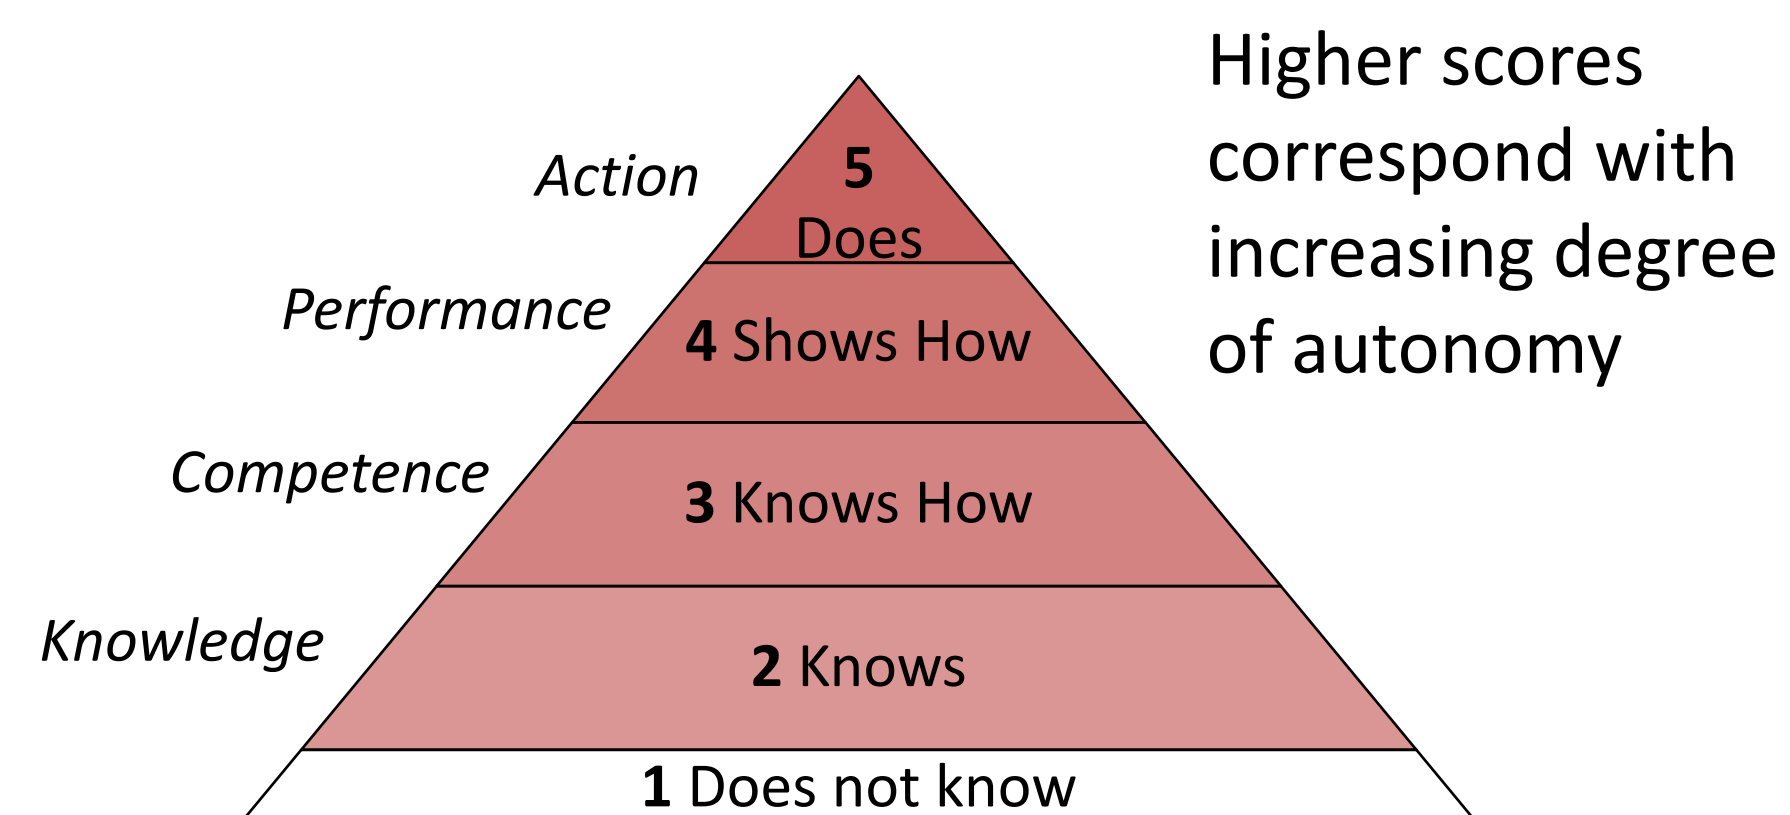 Higher scores
correspond with
increasing degree
of autonomy
Action
5
Does
Performance
4 Shows How
Competence
3 Knows How
Knowledge
2 Knows
1 Does not know